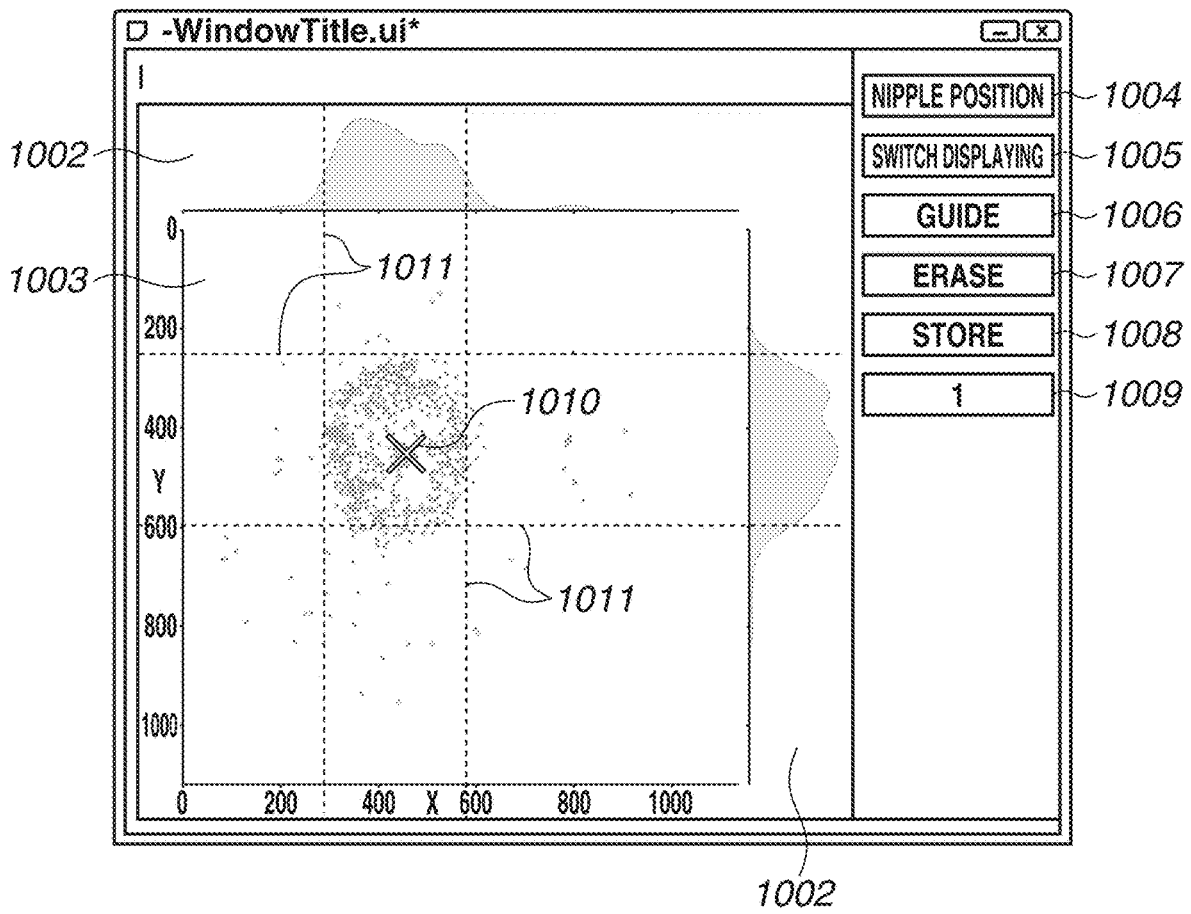 -WindowTitle.ui*
NIPPLE POSITION 1004
1002 SWITCH DISPLAYING 1005
GUIDE 1006
0
1003 1011 ERASE 1007
200 STORE 1008
1 1009
1010
400
Y
600
1011
800
1000
0 200 400 X 600 800 1000
1002